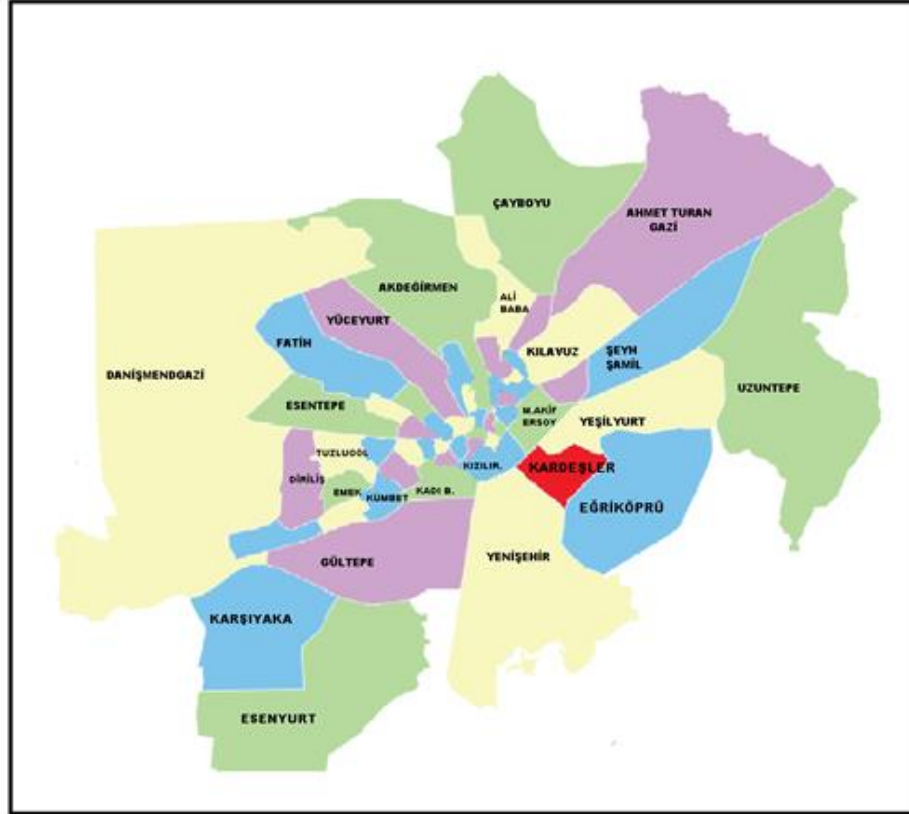 ÇAYBOYU
AHMET TURAN
GAZİ
AKDEĞİRMEN
ALİ
BABA
YÜCEYURT
FATİH
KILAVUZ
ŞEYH
ŞAMİL
DANİŞMENDGAZİ
UZUNTEPE
ESENTEPE
M.AKİF
ERSOY
YEŞİLYURT
TUZLUGÖL
KIZILIR.
KARDEŞLER
DİRİLİŞ
EMEK
KÜMBET
KADI B.
EĞRİKÖPRÜ
GÜLTEPE
YENİŞEHİR
KARŞIYAKA
ESENYURT